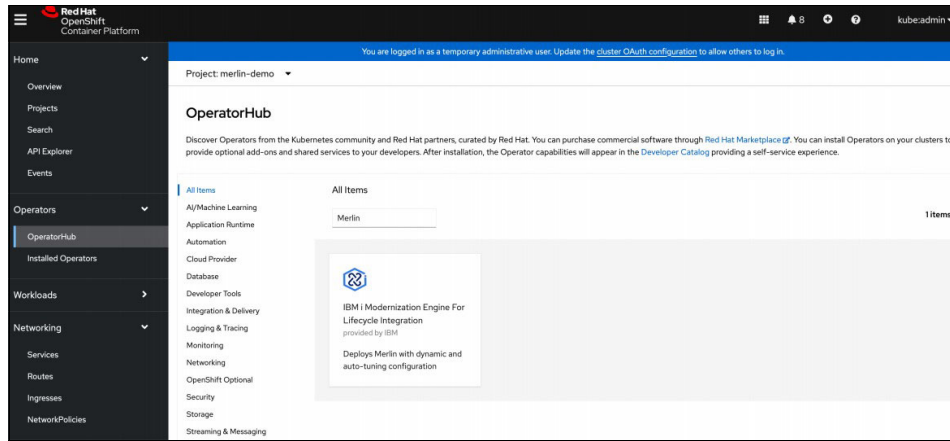 Red Hat
OpenShift
Container Platform
8
kube:admin
You are logged in as a temporary administrative user. Update the cluster OAuth configuration to allow others to log in.
Home
Overview
Projects
Search
API Explorer
Events
Operators
OperatorHub
Installed Operators
Workloads
Networking
Services
Routes
Ingresses
NetworkPolicies
Project: merlin-demo
OperatorHub
Discover Operators from the Kubernetes community and Red Hat partners, curated by Red Hat. You can purchase commercial software through Red Hat Marketplace. You can install Operators on your clusters to
provide optional add-ons and shared services to your developers. After installation, the Operator capabilities will appear in the Developer Catalog providing a self-service experience.
All Items
AI/Machine Learning
Application Runtime
Automation
Cloud Provider
Database
Developer Tools
Integration & Delivery
Logging & Tracing
Monitoring
Networking
OpenShift Optional
Security
Storage
Streaming & Messaging
All Items
Merlin
1 items
IBM i Modernization Engine For
Lifecycle Integration
provided by IBM
Deploys Merlin with dynamic and
auto-tuning configuration